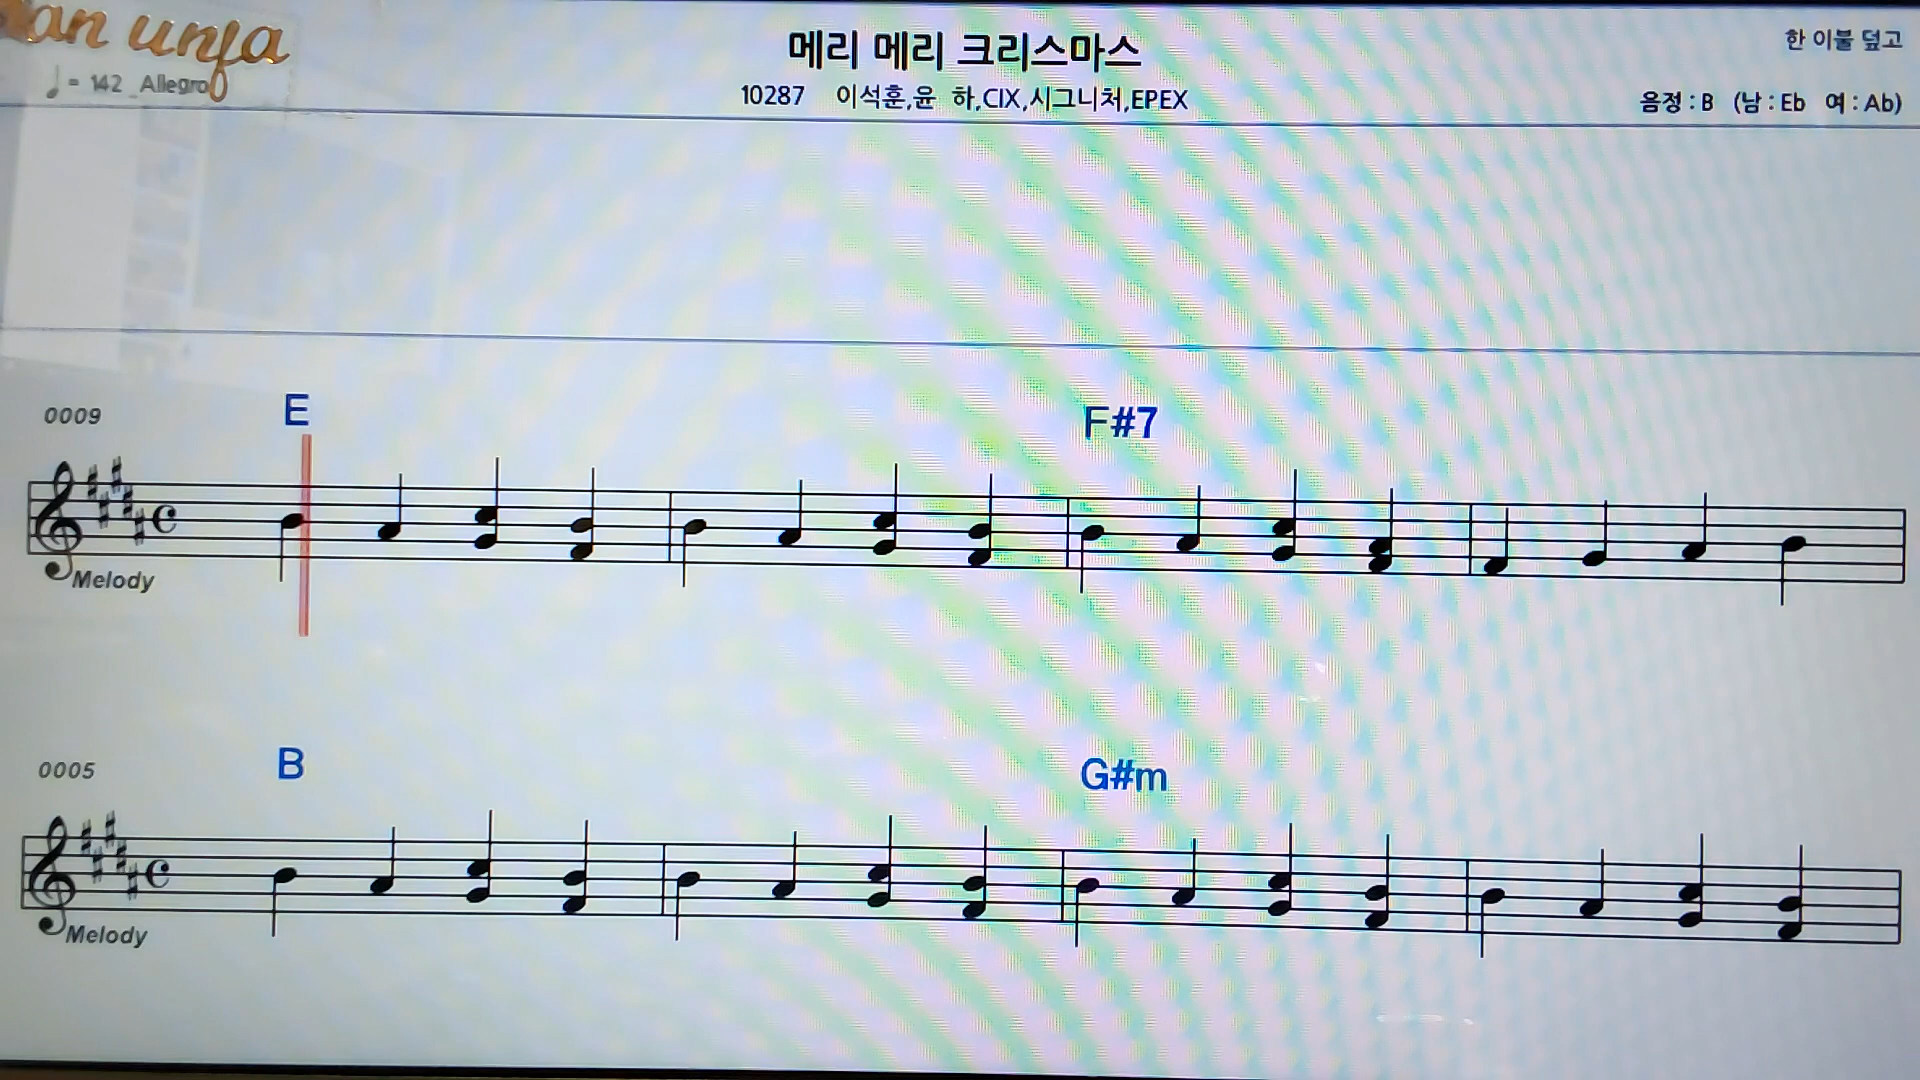 메리 메리 크리스마스
한 이불 덮고
♩= 142 Allegro
10287 이석훈,윤 하,CIX,시그니처,EPEX
음정 : B (남 : Eb 여 : Ab)
0009 E F#7
Melody
0005 B G#m
Melody